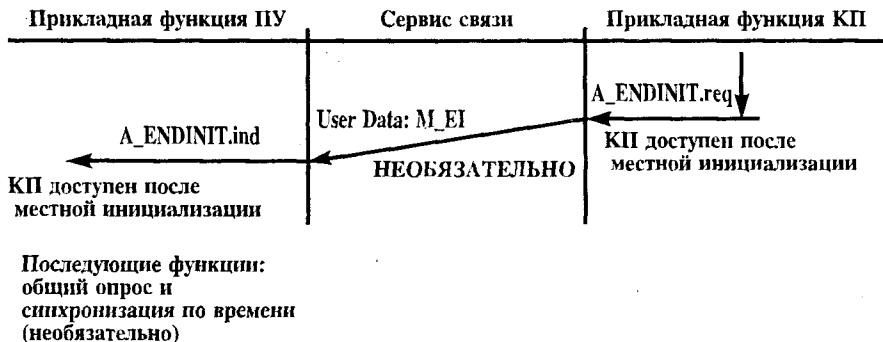 Прикладная функция ПУ
Сервис связи
Прикладная функция КП
A_ENDINIT.req
User Data: M_EI
A_ENDINIT.ind
КП доступен после
местной инициализации
НЕОБЯЗАТЕЛЬНО
КП доступен после
местной инициализации
Последующие функции:
общий опрос и
синхронизация по времени
(необязательно)